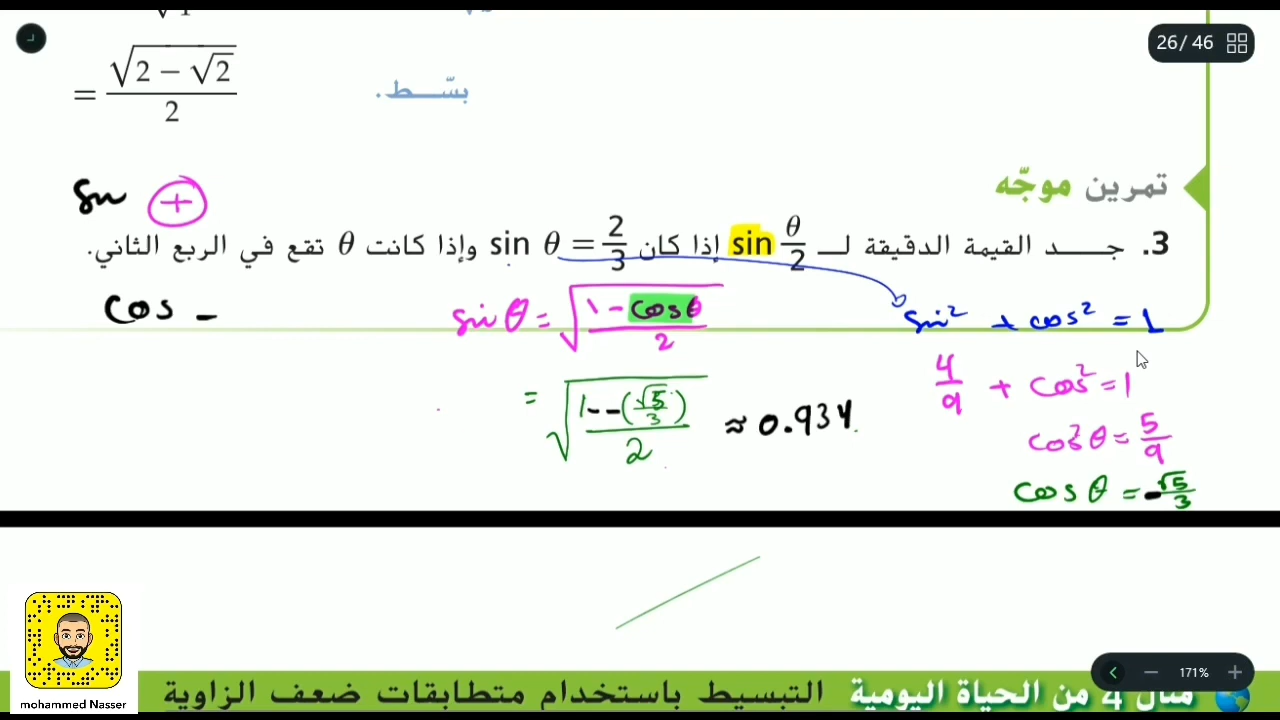 26/ 46
= √(2 − √2) / 2
بسّط.
تمرين موجّه
sin +
3. جد القيمة الدقيقة لـ sin θ/2 إذا كان sin θ = 2/3 وإذا كانت θ تقع في الربع الثاني.
cos -
sin θ = √((1 - cos θ)/2)
sin² + cos² = 1
4/9 + cos² = 1
= √((1 - -(√5/3))/2) ≈ 0.934
cos² θ = 5/9
cos θ = -√5/3
mohammed Nasser
171%
مثال 4 من الحياة اليومية التبسيط باستخدام متطابقات ضعف الزاوية